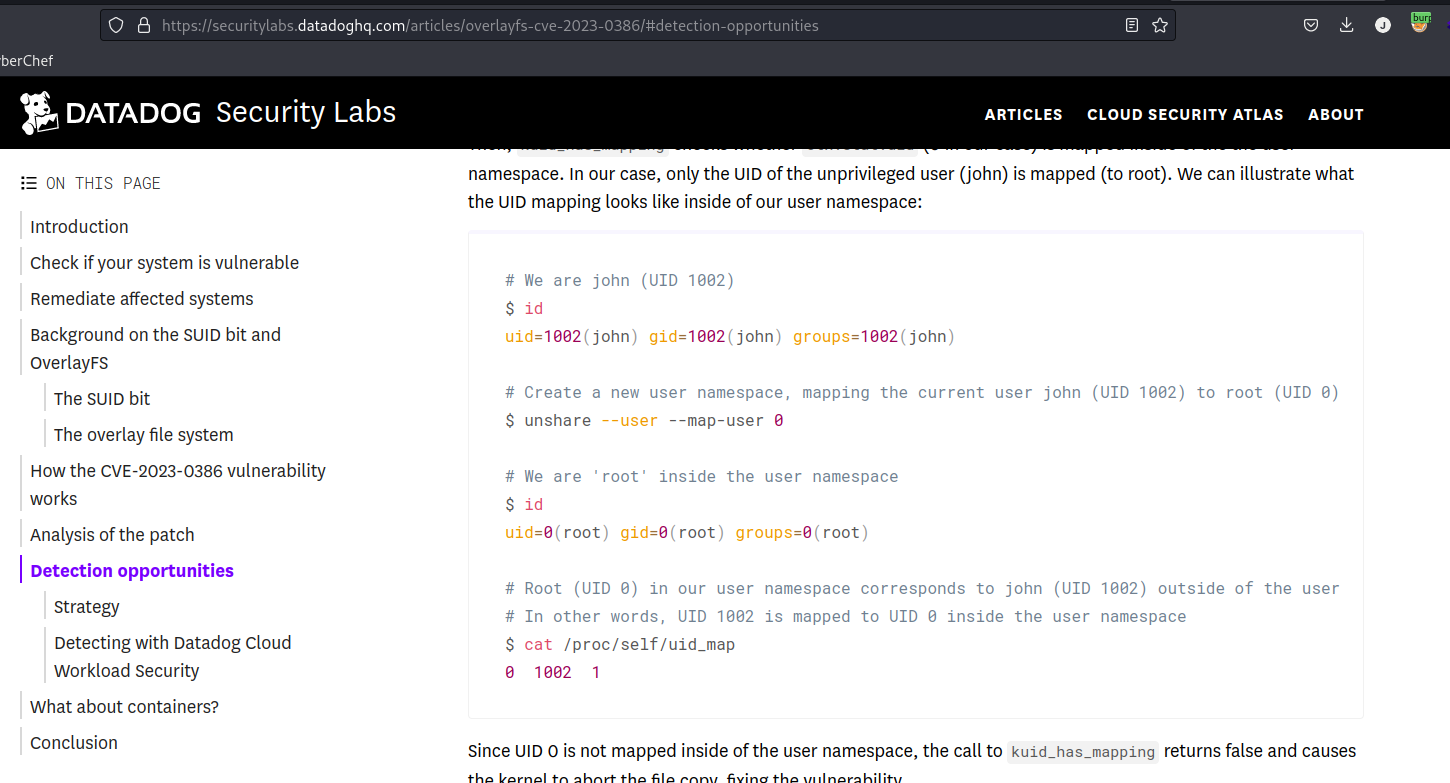 https://securitylabs.datadoghq.com/articles/overlayfs-cve-2023-0386/#detection-opportunities
J
burp
berChef
DATADOG Security Labs
ARTICLES CLOUD SECURITY ATLAS ABOUT
ON THIS PAGE
Introduction
Check if your system is vulnerable
Remediate affected systems
Background on the SUID bit and
OverlayFS
The SUID bit
The overlay file system
How the CVE-2023-0386 vulnerability
works
Analysis of the patch
Detection opportunities
Strategy
Detecting with Datadog Cloud
Workload Security
What about containers?
Conclusion
namespace. In our case, only the UID of the unprivileged user (john) is mapped (to root). We can illustrate what
the UID mapping looks like inside of our user namespace:
# We are john (UID 1002)
$ id
uid=1002(john) gid=1002(john) groups=1002(john)
# Create a new user namespace, mapping the current user john (UID 1002) to root (UID 0)
$ unshare --user --map-user 0
# We are 'root' inside the user namespace
$ id
uid=0(root) gid=0(root) groups=0(root)
# Root (UID 0) in our user namespace corresponds to john (UID 1002) outside of the user
# In other words, UID 1002 is mapped to UID 0 inside the user namespace
$ cat /proc/self/uid_map
0 1002 1
Since UID 0 is not mapped inside of the user namespace, the call to kuid_has_mapping returns false and causes
the kernel to abort the file copy, fixing the vulnerability.